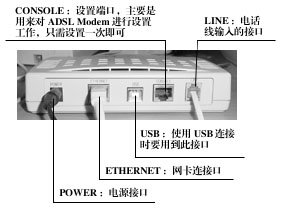 CONSOLE：设置端口，主要是
用来对 ADSL Modem 进行设置
工作，只需设置一次即可
LINE：电话
线输入的接口
POWER
ETHERNET
USB
USB：使用 USB 连接
时要用到此接口
ETHERNET：网卡连接口
POWER：电源接口